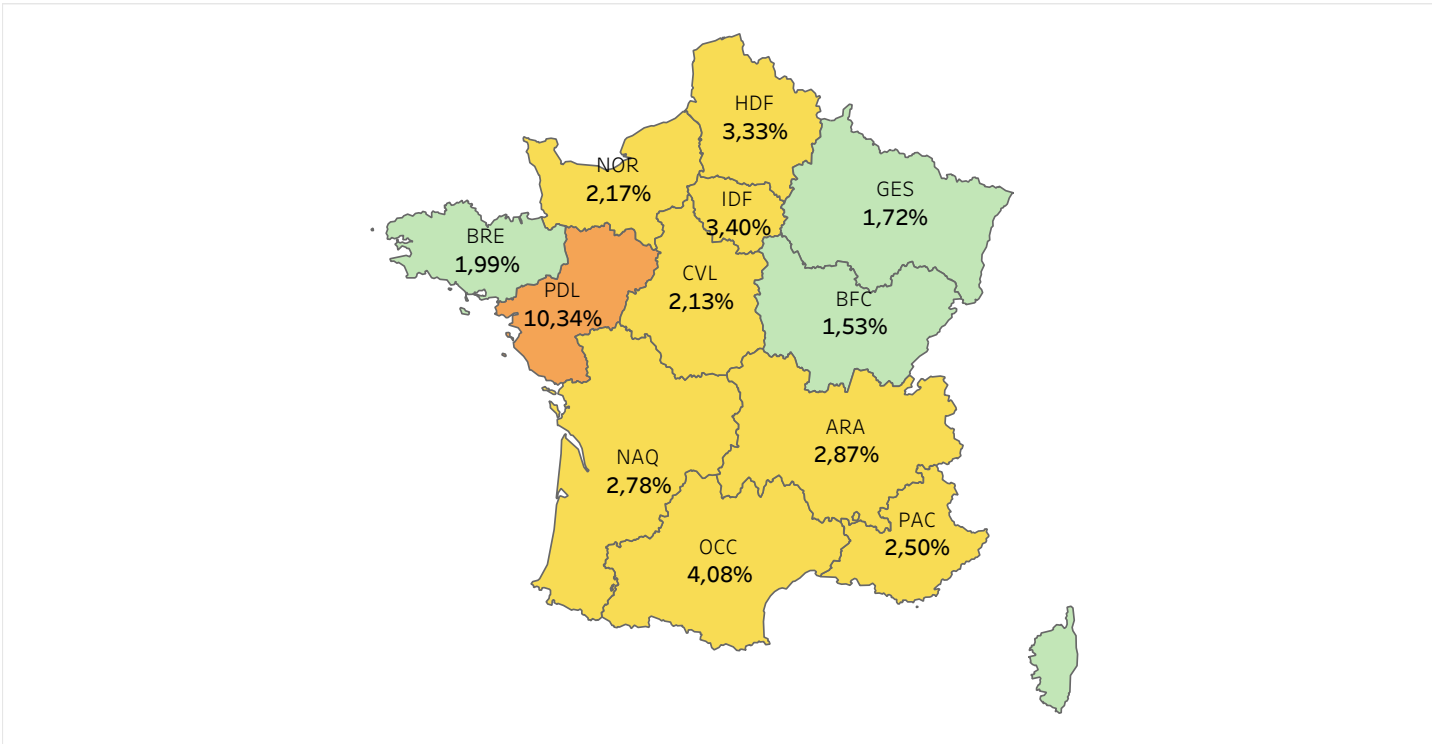 HDF
3,33%
NOR
2,17%
IDF
3,40%
GES
1,72%
BRE
1,99%
CVL
2,13%
PDL
10,34%
BFC
1,53%
ARA
2,87%
NAQ
2,78%
PAC
2,50%
OCC
4,08%